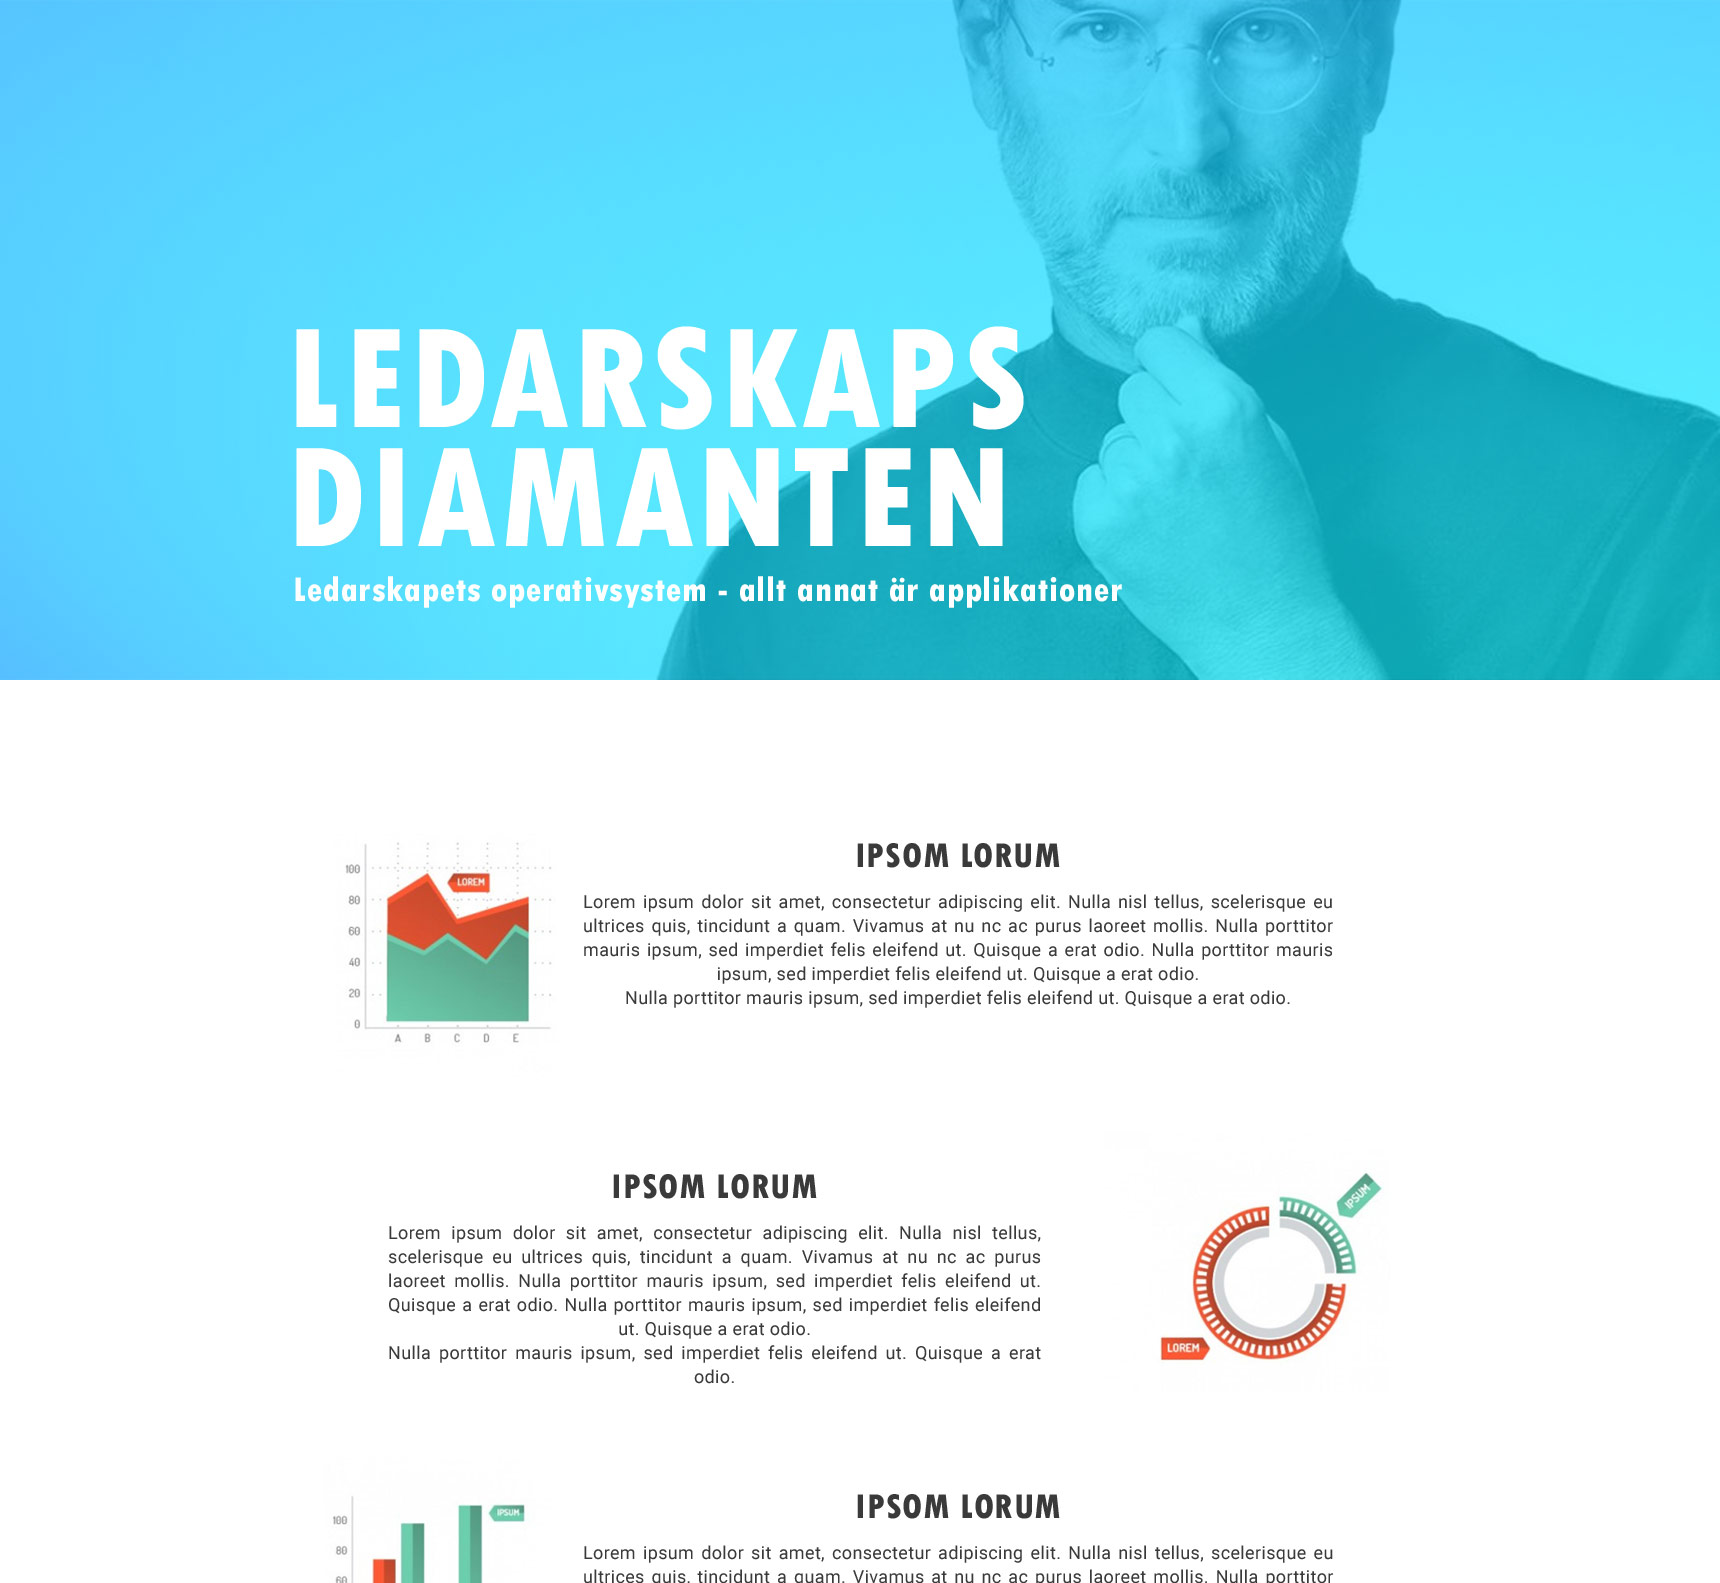 LEDARSKAPS
DIAMANTEN
Ledarskapets operativsystem - allt annat är applikationer
IPSOM LORUM
100
80
60
40
20
0
A B C D E
LOREM
Lorem ipsum dolor sit amet, consectetur adipiscing elit. Nulla nisl tellus, scelerisque eu
ultrices quis, tincidunt a quam. Vivamus at nu nc ac purus laoreet mollis. Nulla porttitor
mauris ipsum, sed imperdiet felis eleifend ut. Quisque a erat odio. Nulla porttitor mauris
ipsum, sed imperdiet felis eleifend ut. Quisque a erat odio.
Nulla porttitor mauris ipsum, sed imperdiet felis eleifend ut. Quisque a erat odio.
IPSOM LORUM
Lorem ipsum dolor sit amet, consectetur adipiscing elit. Nulla nisl tellus,
scelerisque eu ultrices quis, tincidunt a quam. Vivamus at nu nc ac purus
laoreet mollis. Nulla porttitor mauris ipsum, sed imperdiet felis eleifend ut.
Quisque a erat odio. Nulla porttitor mauris ipsum, sed imperdiet felis eleifend
ut. Quisque a erat odio.
Nulla porttitor mauris ipsum, sed imperdiet felis eleifend ut. Quisque a erat
odio.
IPSUM
LOREM
100
80
60
IPSUM
IPSOM LORUM
Lorem ipsum dolor sit amet, consectetur adipiscing elit. Nulla nisl tellus, scelerisque eu
ultrices quis, tincidunt a quam. Vivamus at nu nc ac purus laoreet mollis. Nulla porttitor